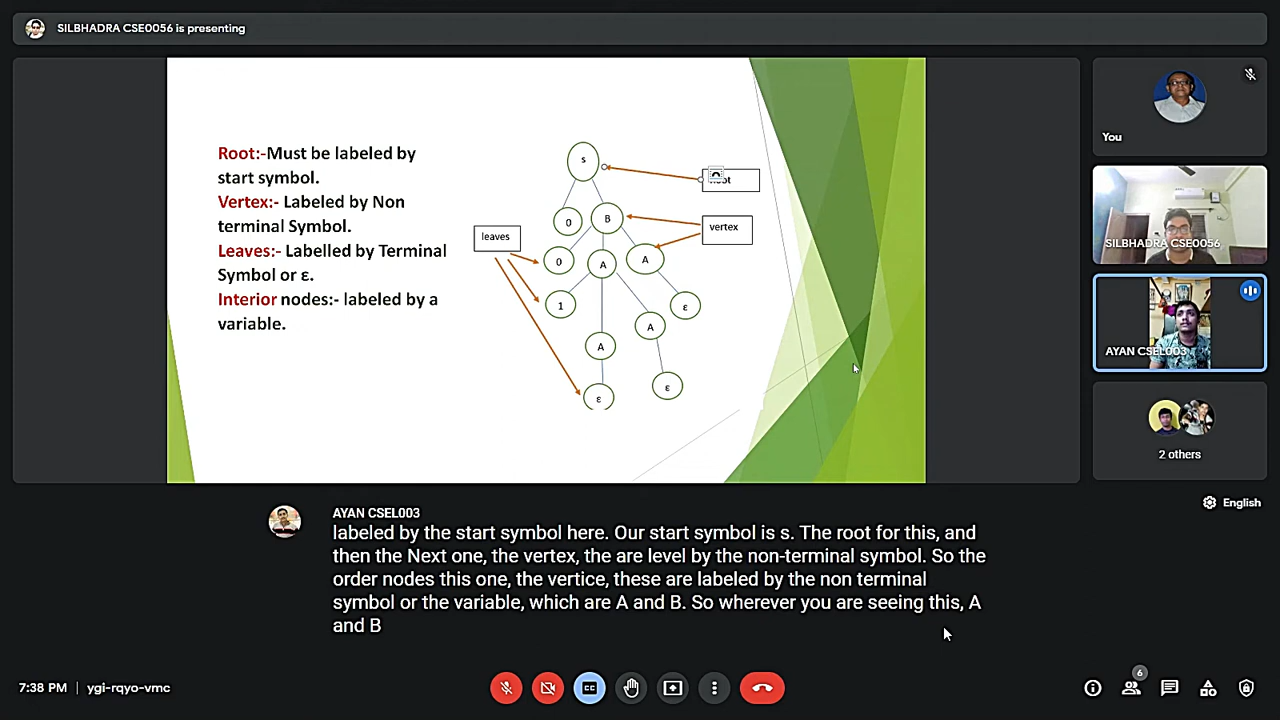 SILBHADRA CSE0056 is presenting
Root:-Must be labeled by
start symbol.
Vertex:- Labeled by Non
terminal Symbol.
Leaves:- Labelled by Terminal
Symbol or ε.
Interior nodes:- labeled by a
variable.
s
0
B
vertex
leaves
0
A
A
1
ε
A
A
ε
ε
You
SILBHADRA CSE0056
AYAN CSEL003
2 others
English
AYAN CSEL003
labeled by the start symbol here. Our start symbol is s. The root for this, and
then the Next one, the vertex, the are level by the non-terminal symbol. So the
order nodes this one, the vertice, these are labeled by the non terminal
symbol or the variable, which are A and B. So wherever you are seeing this, A
and B
7:38 PM | ygi-rqyo-vmc
CC
6